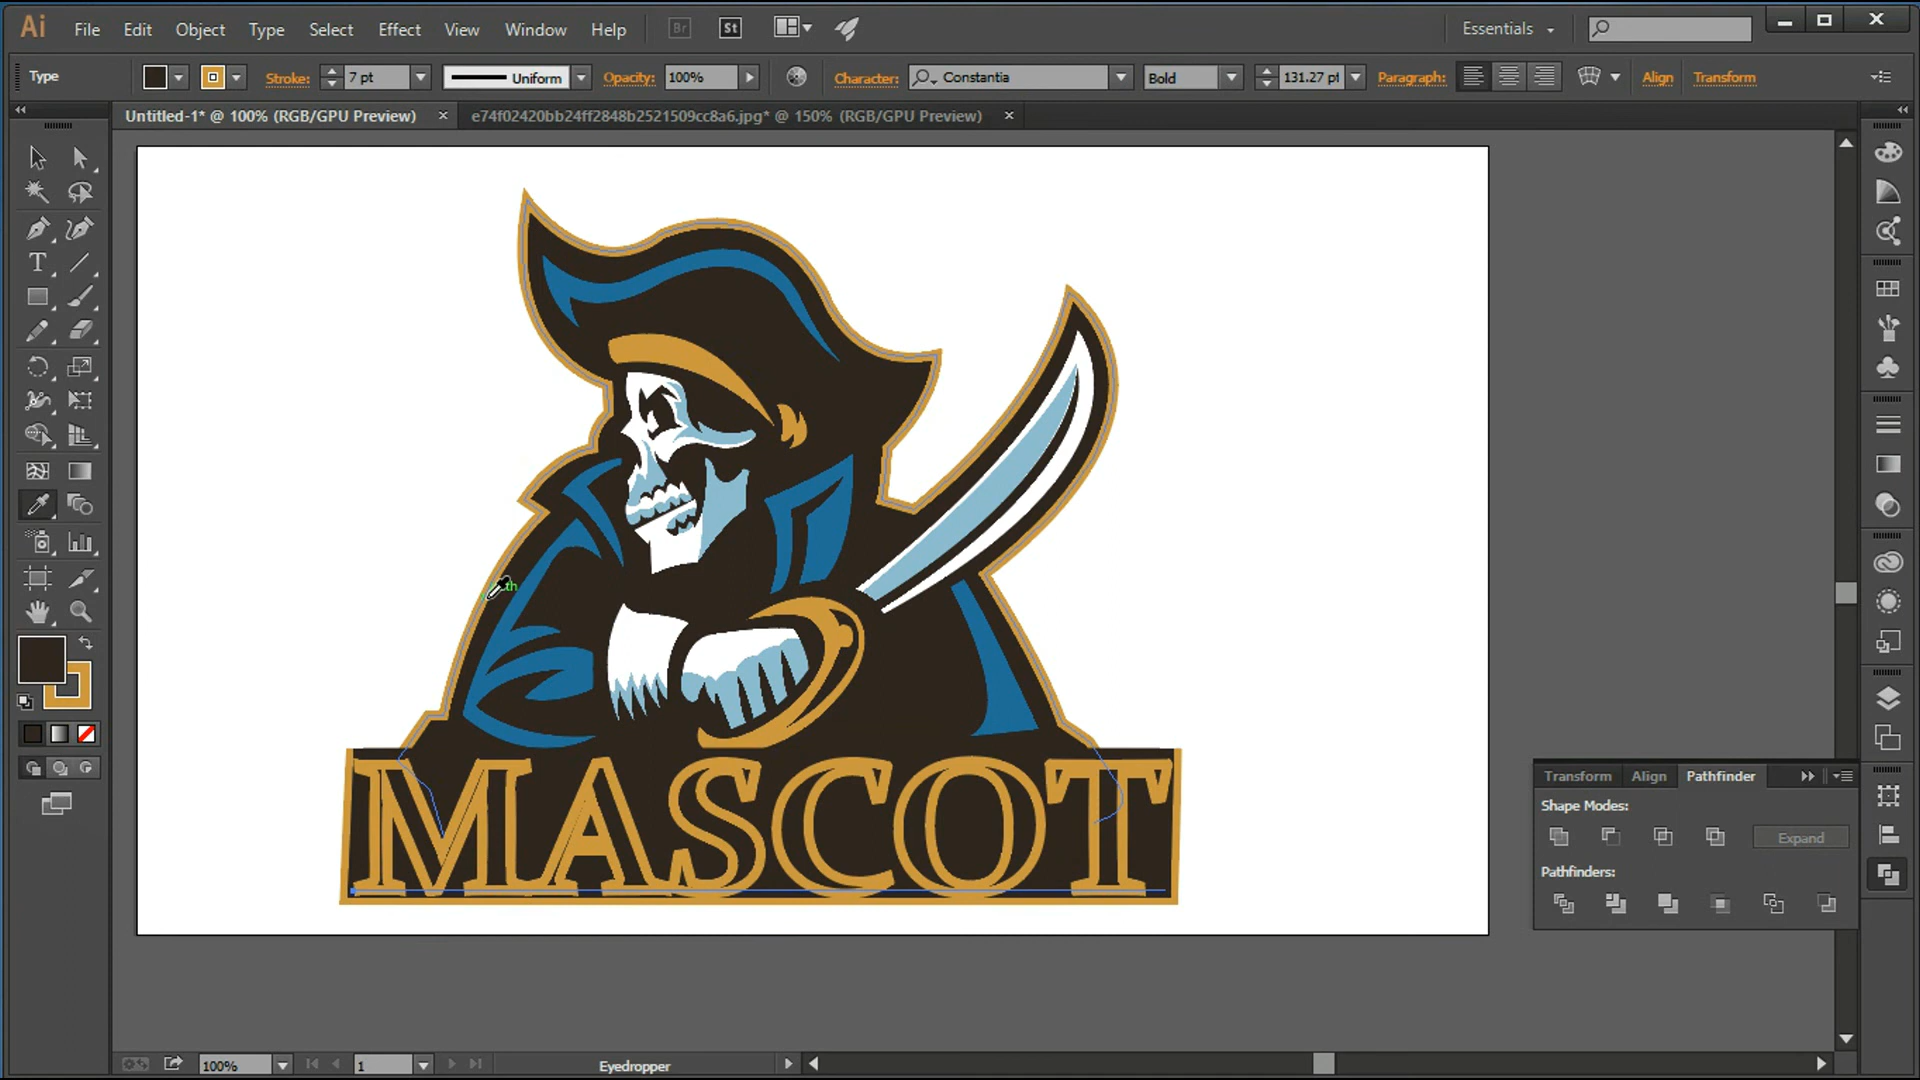 Ai File Edit Object Type Select Effect View Window Help Br St Essentials
Type Stroke: 7 pt Uniform Opacity: 100% Character: Constantia Bold 131.27 pt Paragraph: Align Transform
Untitled-1* @ 100% (RGB/GPU Preview) × e74f02420bb24ff2848b2521509cc8a6.jpg* @ 150% (RGB/GPU Preview) ×
T
th
MASCOT
Transform Align Pathfinder
Shape Modes:
Expand
Pathfinders:
100% 1 Eyedropper